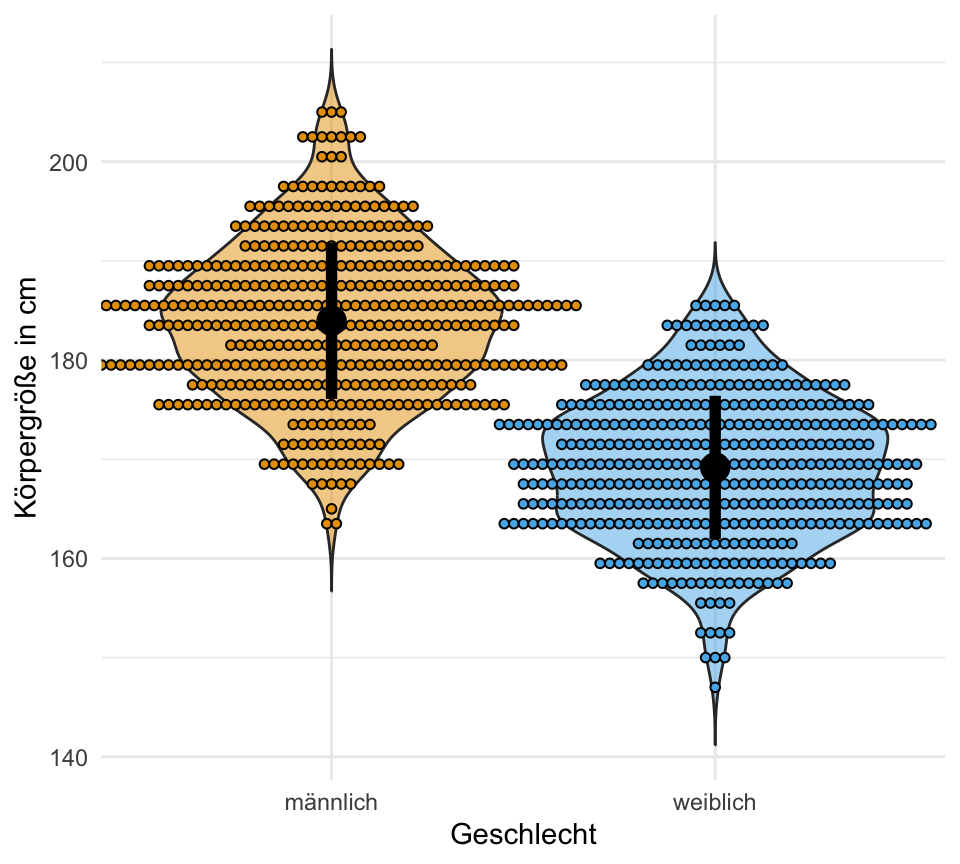 Körpergröße in cm
200
180
160
140
männlich
weiblich
Geschlecht